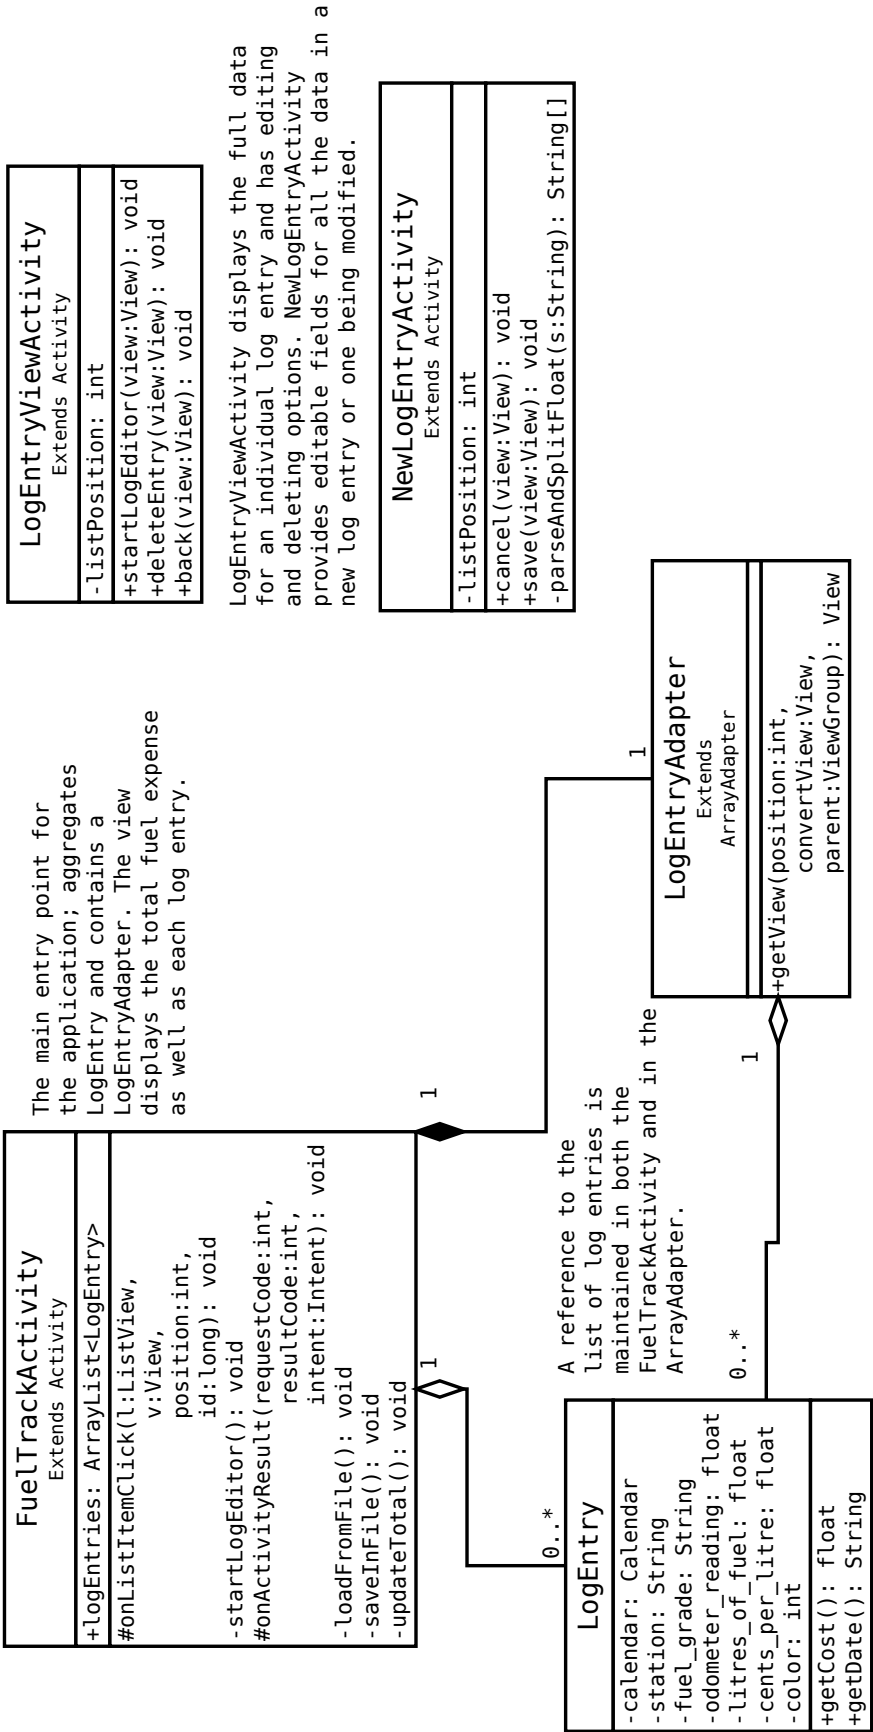 FuelTrackActivity
Extends Activity
+logEntries: ArrayList<LogEntry>
#onListItemClick(l:ListView,
v:View,
position:int,
id:long): void
-startLogEditor(): void
#onActivityResult(requestCode:int,
resultCode:int,
intent:Intent): void
-loadFromFile(): void
-saveInFile(): void
-updateTotal(): void
The main entry point for
the application; aggregates
LogEntry and contains a
LogEntryAdapter. The view
displays the total fuel expense
as well as each log entry.
LogEntryViewActivity
Extends Activity
-listPosition: int
+startLogEditor(view:View): void
+deleteEntry(view:View): void
+back(view:View): void
LogEntryViewActivity displays the full data
for an individual log entry and has editing
and deleting options. NewLogEntryActivity
provides editable fields for all the data in a
new log entry or one being modified.
NewLogEntryActivity
Extends Activity
-listPosition: int
+cancel(view:View): void
+save(view:View): void
-parseAndSplitFloat(s:String): String[]
1
1
0..*
LogEntry
-calendar: Calendar
-station: String
-fuel_grade: String
-odometer_reading: float
-litres_of_fuel: float
-cents_per_litre: float
-color: int
+getCost(): float
+getDate(): String
A reference to the
list of log entries is
maintained in both the
FuelTrackActivity and in the
ArrayAdapter.
0..*
1
1
LogEntryAdapter
Extends
ArrayAdapter
+getView(position:int,
convertView:View,
parent:ViewGroup): View